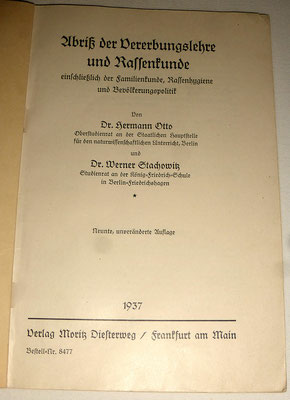 Abriß der Vererbungslehre
und Rassenkunde
einschließlich der Familienkunde, Rassenhygiene
und Bevölkerungspolitik
Von
Dr. Hermann Otto
Oberstudienrat an der Staatlichen Hauptstelle
für den naturwissenschaftlichen Unterricht, Berlin
und
Dr. Werner Stachowitz
Studienrat an der König-Friedrich-Schule
in Berlin-Friedrichshagen
*
Neunte, unveränderte Auflage
1937
Verlag Moritz Diesterweg / Frankfurt am Main
Bestell-Nr. 8477